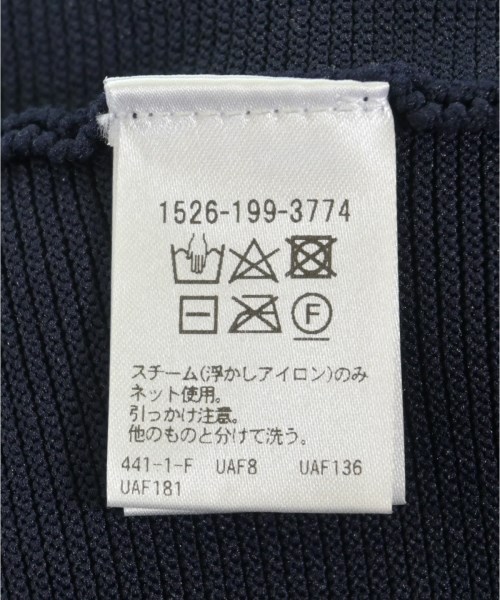 1526-199-3774
F
スチーム(浮かしアイロン)のみ
ネット使用。
引っかけ注意。
他のものと分けて洗う。
441-1-F UAF8 UAF136
UAF181